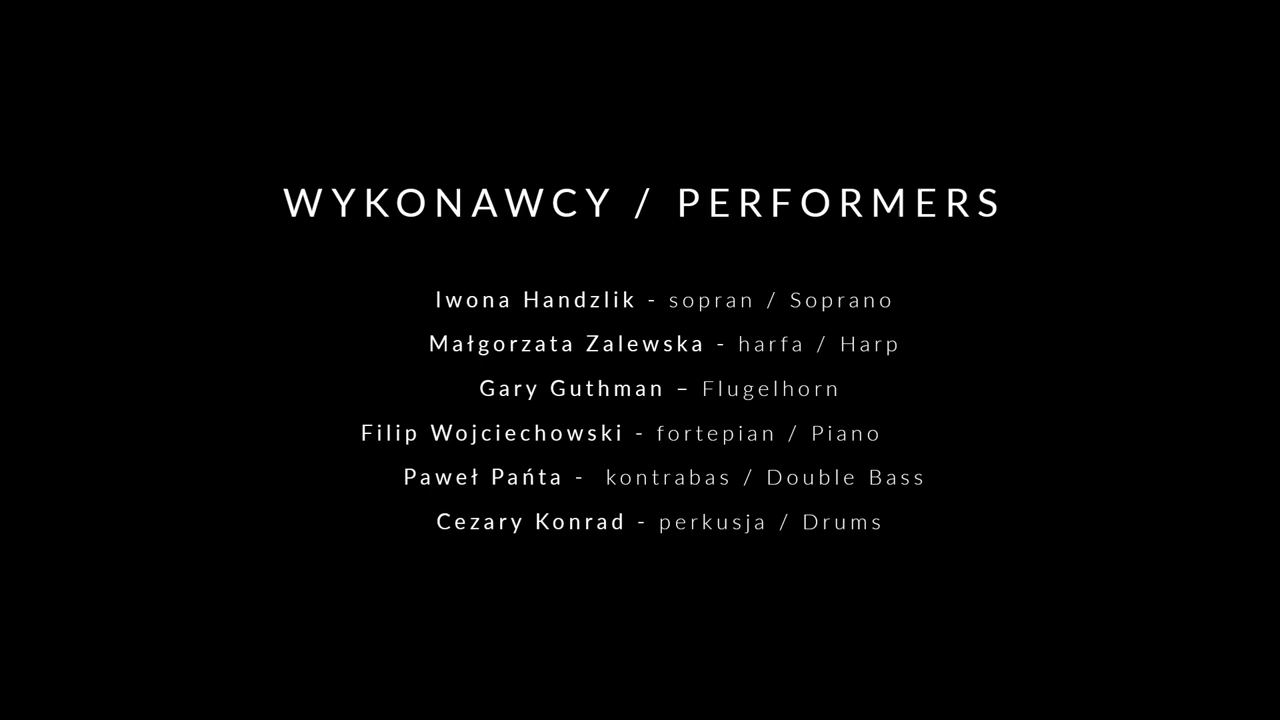 WYKONAWCY / PERFORMERS
Iwona Handzlik - sopran / Soprano
Małgorzata Zalewska - harfa / Harp
Gary Guthman – Flugelhorn
Filip Wojciechowski - fortepian / Piano
Paweł Pańta - kontrabas / Double Bass
Cezary Konrad - perkusja / Drums